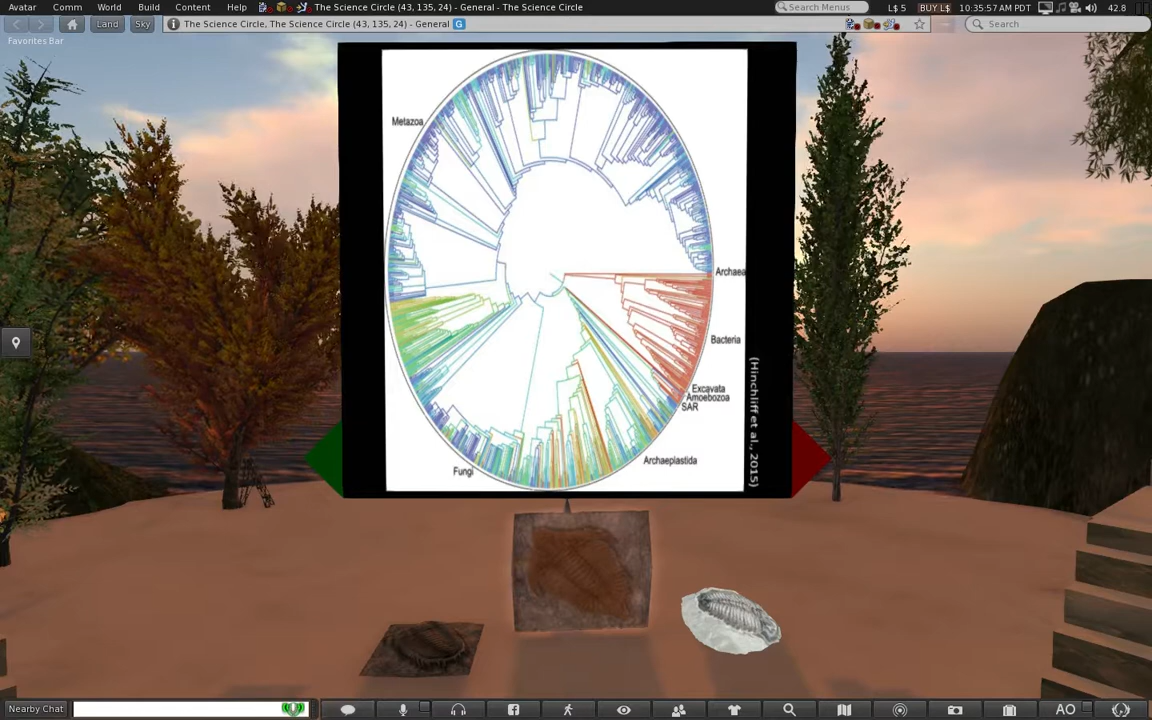 Avatar Comm World Build Content Help The Science Circle, The Science Circle (43, 135, 24) - General - The Science Circle Search Menus L$ 5 BUY L$ 10:35:57 AM PDT 42.8
Land Sky The Science Circle, The Science Circle (43, 135, 24) - General G Search
Favorites Bar
Metazoa
Archaea
Bacteria
Excavata
Amoebozoa
SAR
Archaeplastida
Fungi
(Hinchliff et al., 2015)
Nearby Chat AO